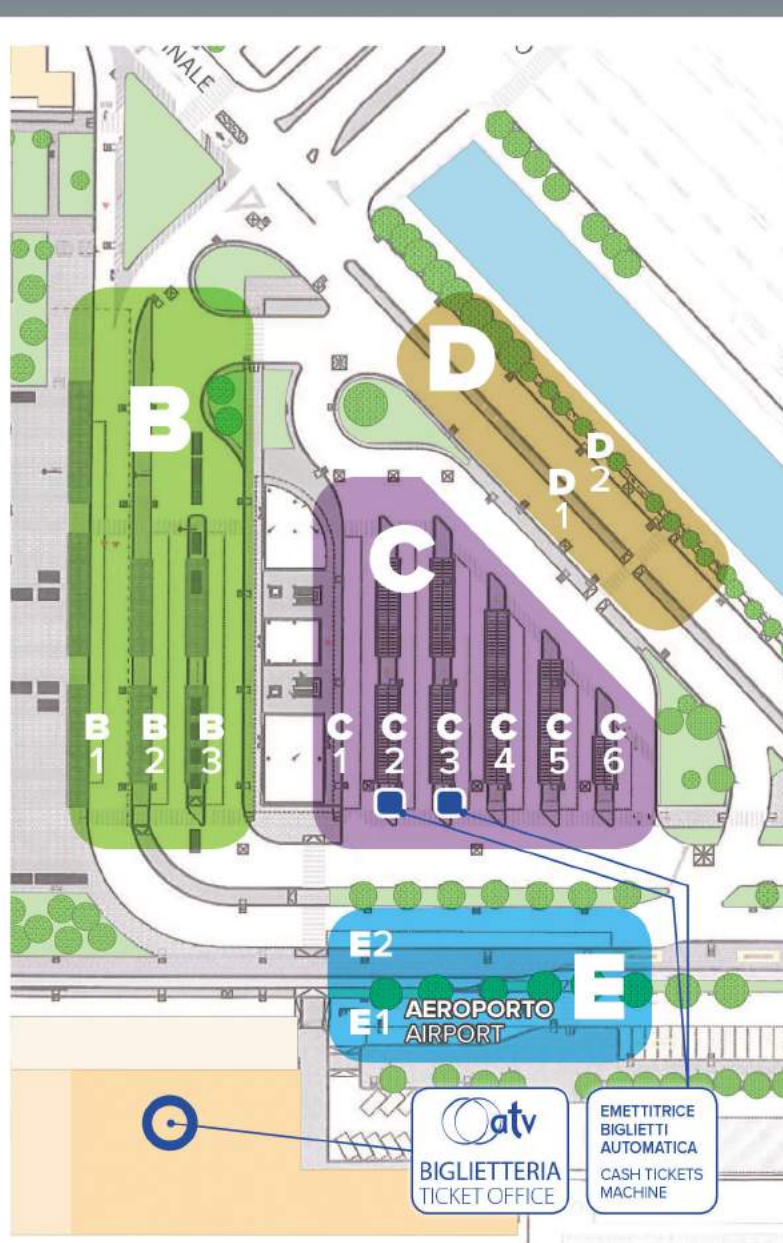 NALE
D
B
D
2
D
1
C
B
1
B
2
B
3
C
1
C
2
C
3
C
4
C
5
C
6
E2
E
E1 AEROPORTO
AIRPORT
atv
BIGLIETTERIA
TICKET OFFICE
EMETTITRICE
BIGLIETTI
AUTOMATICA
CASH TICKETS
MACHINE